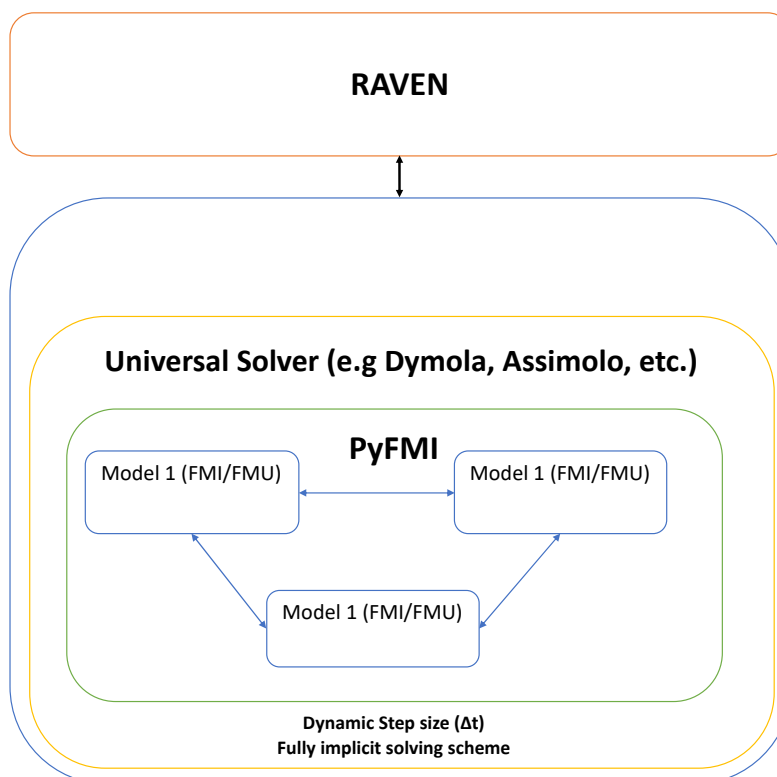 RAVEN
Universal Solver (e.g Dymola, Assimolo, etc.)
PyFMI
Model 1 (FMI/FMU)
Model 1 (FMI/FMU)
Model 1 (FMI/FMU)
Dynamic Step size (Δt)
Fully implicit solving scheme